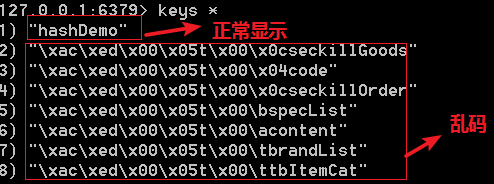 127.0.0.1:6379> keys *
1) "hashDemo" 正常显示
2) "\xac\xed\x00\x05t\x00\x0cseckillGoods"
3) "\xac\xed\x00\x05t\x00\x04code"
4) "\xac\xed\x00\x05t\x00\x0cseckillOrder"
5) "\xac\xed\x00\x05t\x00\bspecList"
6) "\xac\xed\x00\x05t\x00\acontent"
7) "\xac\xed\x00\x05t\x00\tbrandList" 乱码
8) "\xac\xed\x00\x05t\x00\ttbItemCat"